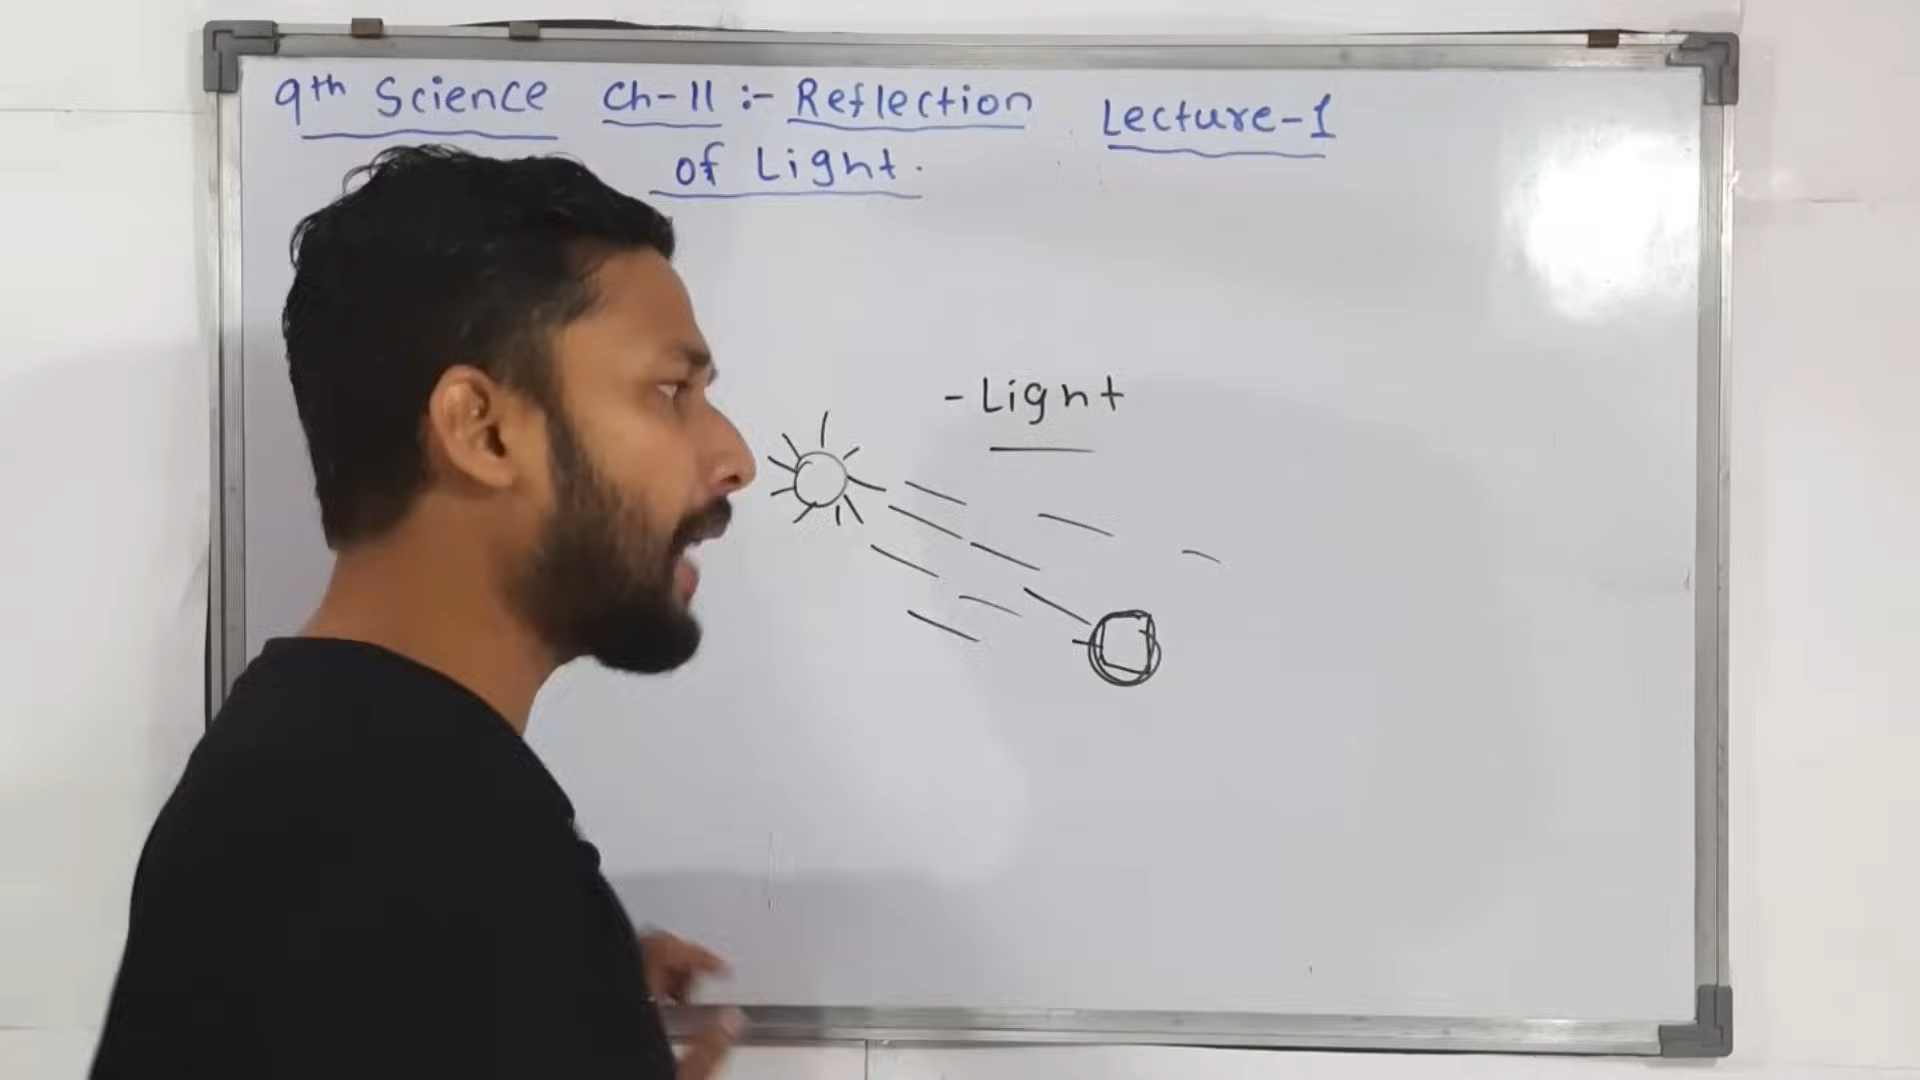 9th Science Ch-11 :- Reflection Lecture-1
of Light.
- Light